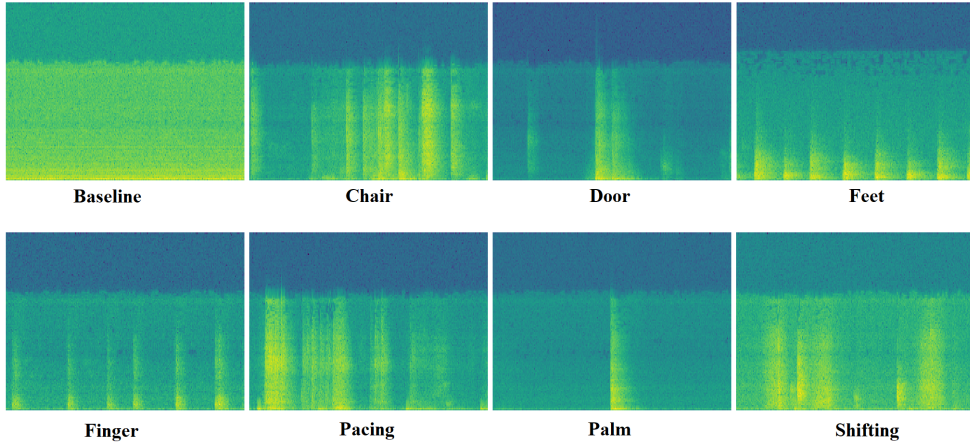 Baseline
Chair
Door
Feet
Finger
Pacing
Palm
Shifting